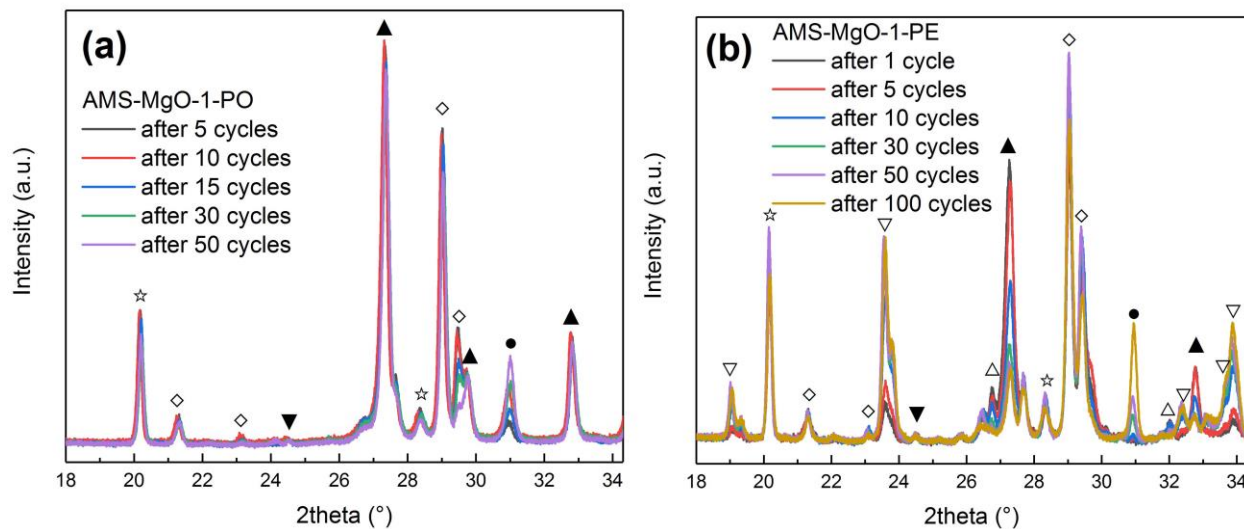 (a)
AMS-MgO-1-PO
after 5 cycles
after 10 cycles
after 15 cycles
after 30 cycles
after 50 cycles
Intensity (a.u.)
18 20 22 24 26 28 30 32 34
2theta (°)
(b)
AMS-MgO-1-PE
after 1 cycle
after 5 cycles
after 10 cycles
after 30 cycles
after 50 cycles
after 100 cycles
Intensity (a.u.)
18 20 22 24 26 28 30 32 34
2theta (°)